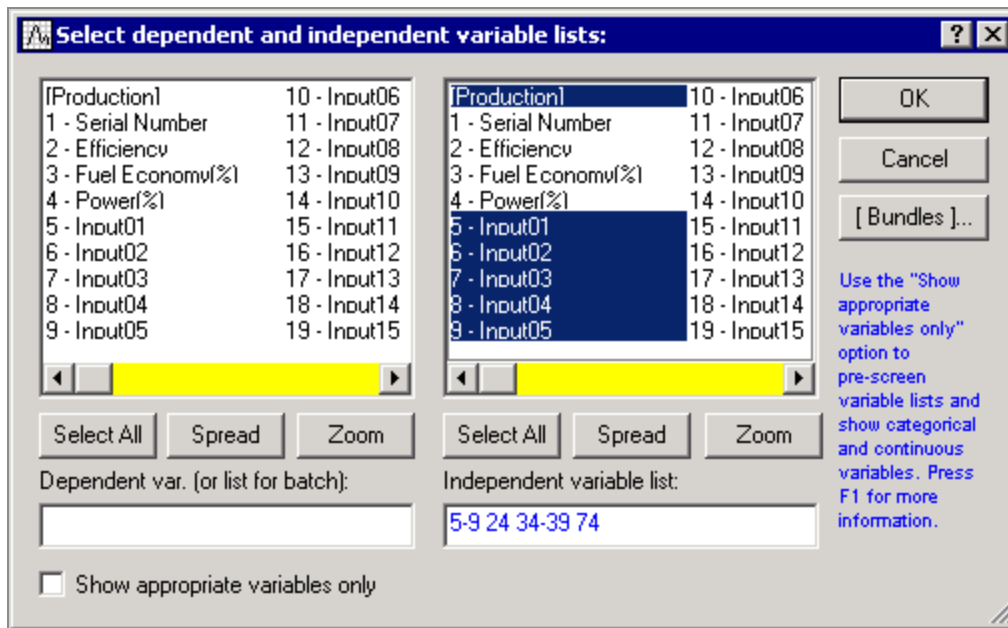 Select dependent and independent variable lists:
[Production]
1 - Serial Number
2 - Efficiency
3 - Fuel Economy(%)
4 - Power(%)
5 - Input01
6 - Input02
7 - Input03
8 - Input04
9 - Input05
10 - Input06
11 - Input07
12 - Input08
13 - Input09
14 - Input10
15 - Input11
16 - Input12
17 - Input13
18 - Input14
19 - Input15
Select All
Spread
Zoom
Dependent var. (or list for batch):
Show appropriate variables only
[Production]
1 - Serial Number
2 - Efficiency
3 - Fuel Economy(%)
4 - Power(%)
5 - Input01
6 - Input02
7 - Input03
8 - Input04
9 - Input05
10 - Input06
11 - Input07
12 - Input08
13 - Input09
14 - Input10
15 - Input11
16 - Input12
17 - Input13
18 - Input14
19 - Input15
Select All
Spread
Zoom
Independent variable list:
5-9 24 34-39 74
OK
Cancel
[ Bundles ]...
Use the "Show
appropriate
variables only"
option to
pre-screen
variable lists and
show categorical
and continuous
variables. Press
F1 for more
information.